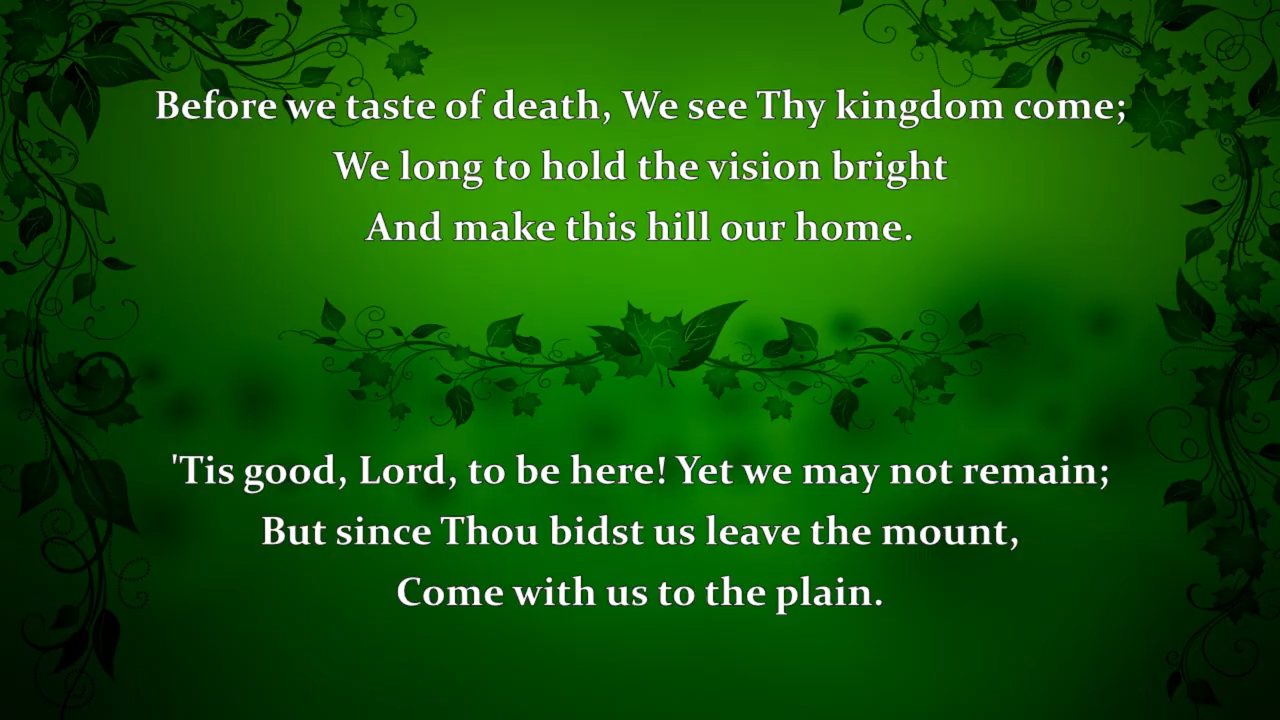 Before we taste of death, We see Thy kingdom come;
We long to hold the vision bright
And make this hill our home.
'Tis good, Lord, to be here! Yet we may not remain;
But since Thou bidst us leave the mount,
Come with us to the plain.